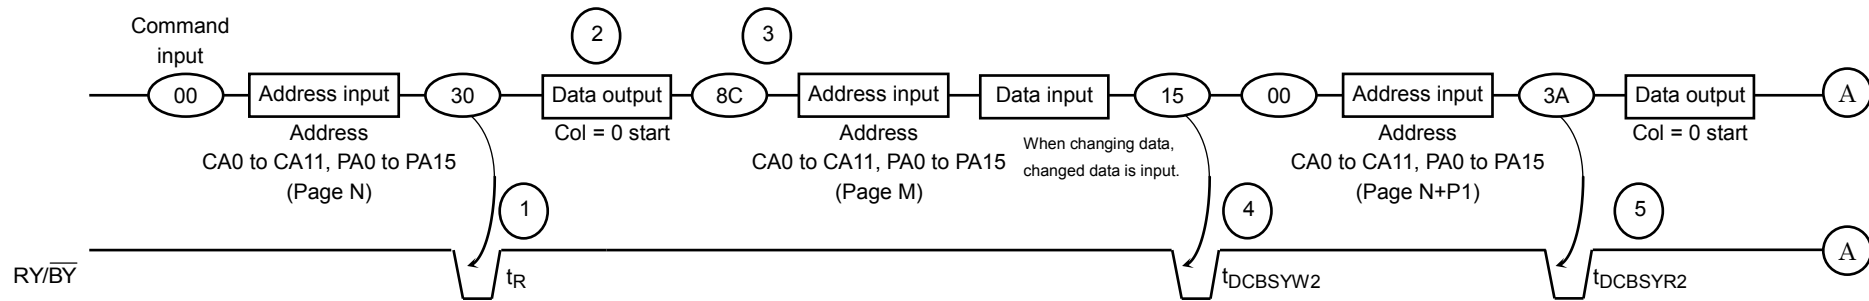 Command
input
2
3
00
Address input
30
Data output
8C
Address input
Data input
15
00
Address input
3A
Data output
A
Address
CA0 to CA11, PA0 to PA15
(Page N)
Col = 0 start
Address
CA0 to CA11, PA0 to PA15
(Page M)
When changing data,
changed data is input.
Address
CA0 to CA11, PA0 to PA15
(Page N+P1)
Col = 0 start
1
4
5
RY/BY
tR
tDCBSYW2
tDCBSYR2
A